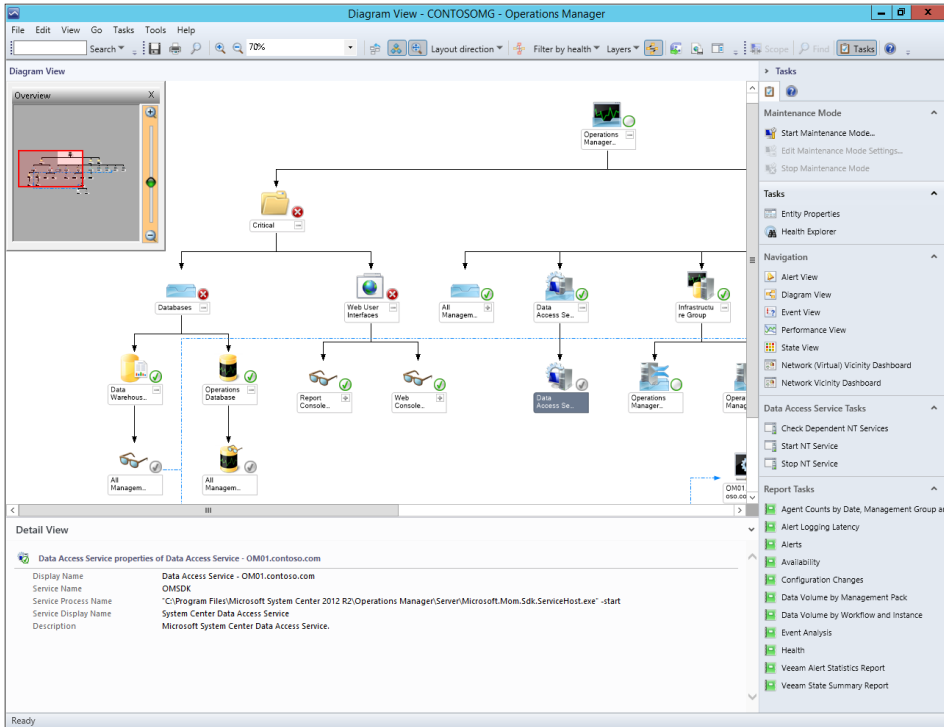 Diagram View - CONTOSOMG - Operations Manager
File Edit View Go Tasks Tools Help
Search 70% Layout direction Filter by health Layers Scope Find Tasks
Diagram View
Overview X
Operations
Manager...
Critical
Databases
Web User
Interfaces
All
Managem...
Data
Access Se...
Infrastructu
re Group
Data
Warehous...
Operations
Database
Report
Console...
Web
Console...
Data
Access Se...
Operations
Manager...
Opera
Manag
All
Managem...
All
Managem...
OM01
oso.co
Detail View
Data Access Service properties of Data Access Service - OM01.contoso.com
Display Name Data Access Service - OM01.contoso.com
Service Name OMSDK
Service Process Name "C:\Program Files\Microsoft System Center 2012 R2\Operations Manager\Server\Microsoft.Mom.Sdk.ServiceHost.exe" -start
Service Display Name System Center Data Access Service
Description Microsoft System Center Data Access Service.
Tasks
Maintenance Mode
Start Maintenance Mode...
Edit Maintenance Mode Settings...
Stop Maintenance Mode
Tasks
Entity Properties
Health Explorer
Navigation
Alert View
Diagram View
Event View
Performance View
State View
Network (Virtual) Vicinity Dashboard
Network Vicinity Dashboard
Data Access Service Tasks
Check Dependent NT Services
Start NT Service
Stop NT Service
Report Tasks
Agent Counts by Date, Management Group an
Alert Logging Latency
Alerts
Availability
Configuration Changes
Data Volume by Management Pack
Data Volume by Workflow and Instance
Event Analysis
Health
Veeam Alert Statistics Report
Veeam State Summary Report
Ready